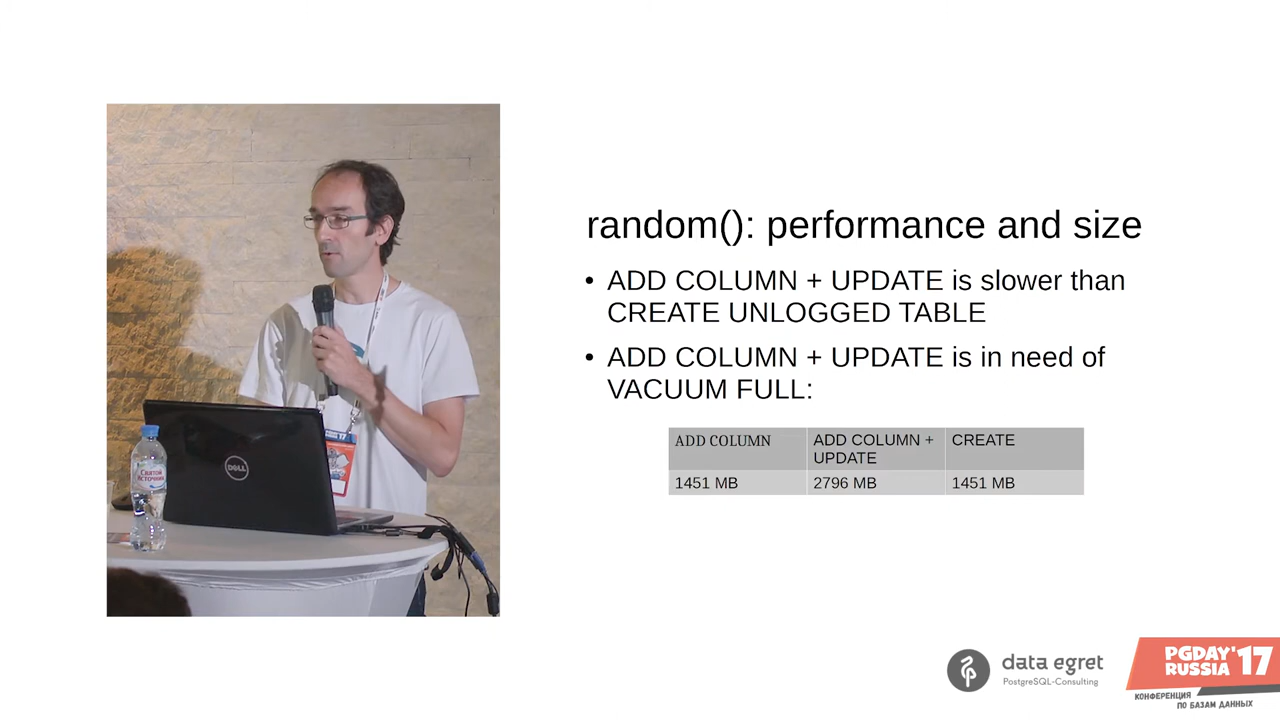 random(): performance and size
• ADD COLUMN + UPDATE is slower than
CREATE UNLOGGED TABLE
• ADD COLUMN + UPDATE is in need of
VACUUM FULL:
ADD COLUMN
ADD COLUMN +
UPDATE
CREATE
1451 MB
2796 MB
1451 MB
DELL
СВЯТОЙ
ИСТОЧНИК
data egret
PostgreSQL-Consulting
PGDAY'17
RUSSIA
КОНФЕРЕНЦИЯ
ПО БАЗАМ ДАННЫХ